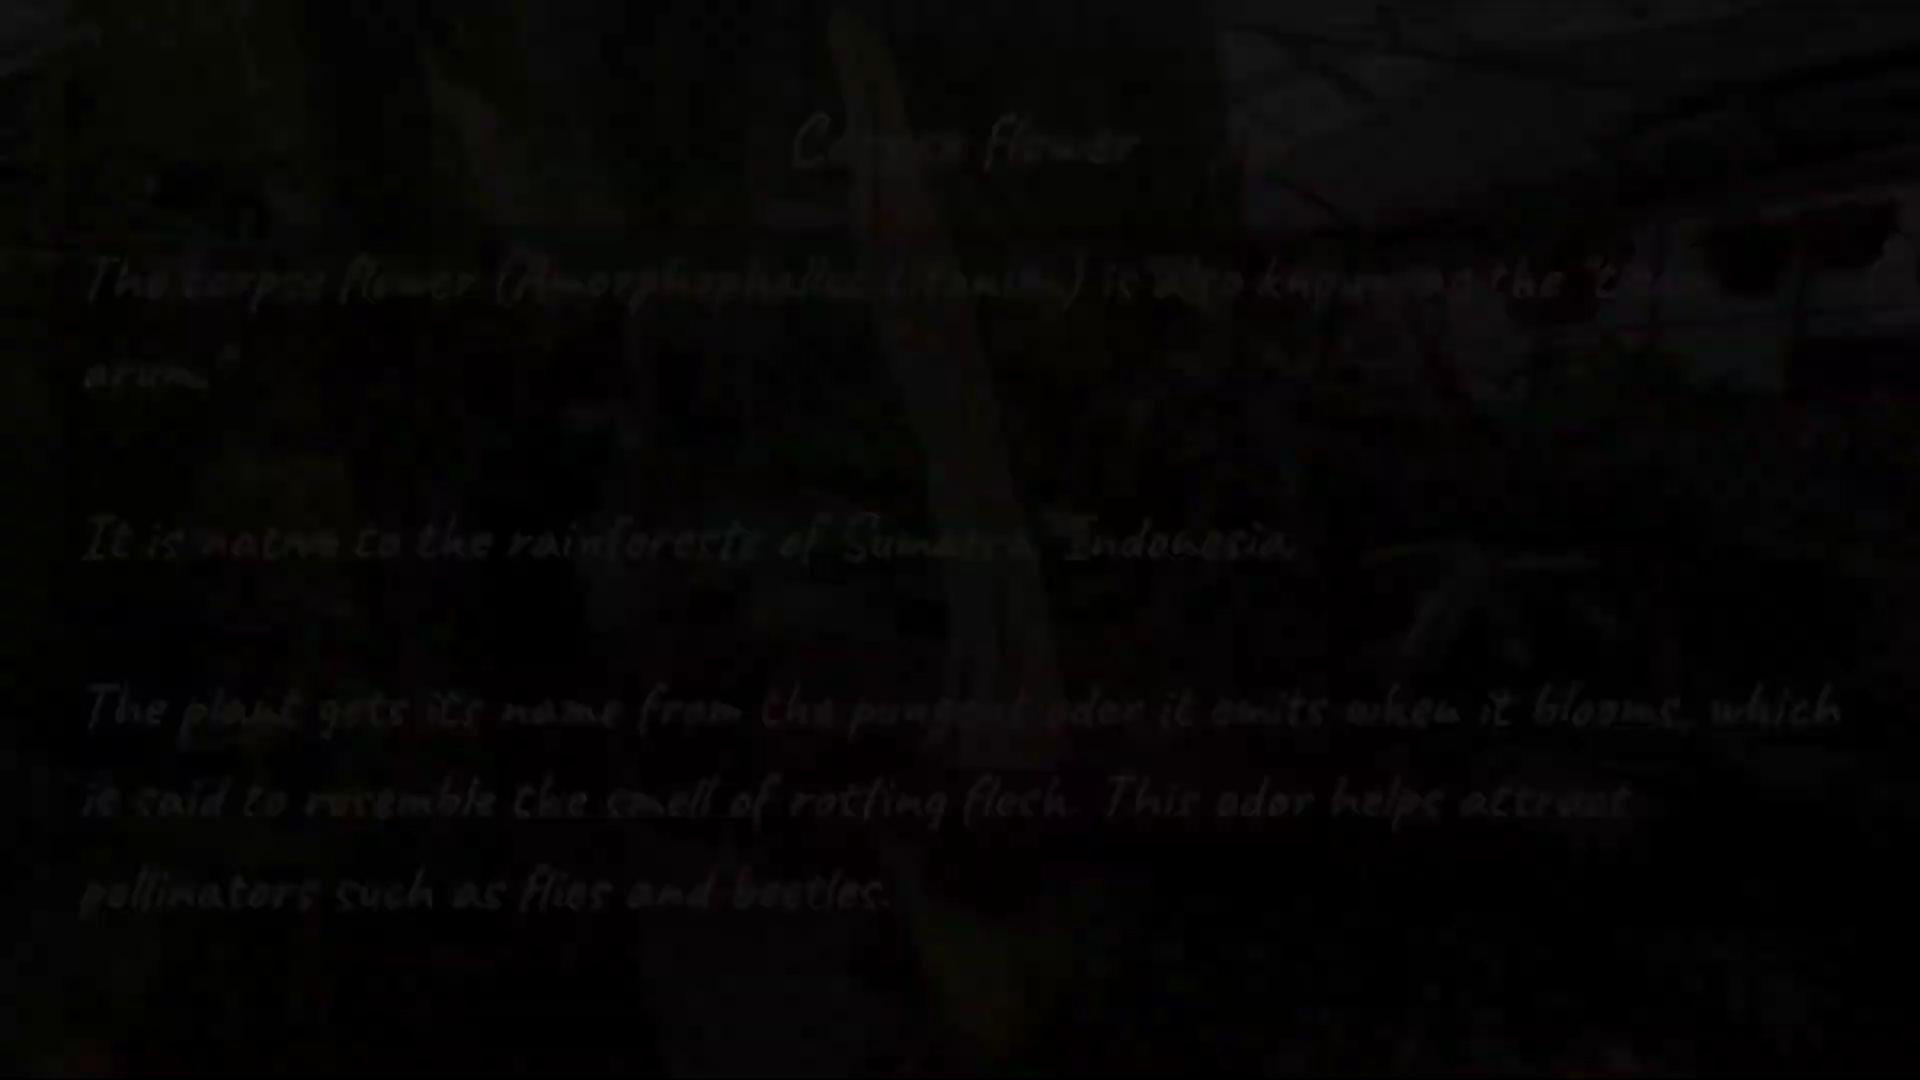 Corpse flower
The corpse flower (Amorphophallus titanum) is also known as the "titan
arum."
It is native to the rainforests of Sumatra, Indonesia.
The plant gets its name from the pungent odor it emits when it blooms, which
is said to resemble the smell of rotting flesh. This odor helps attract
pollinators such as flies and beetles.